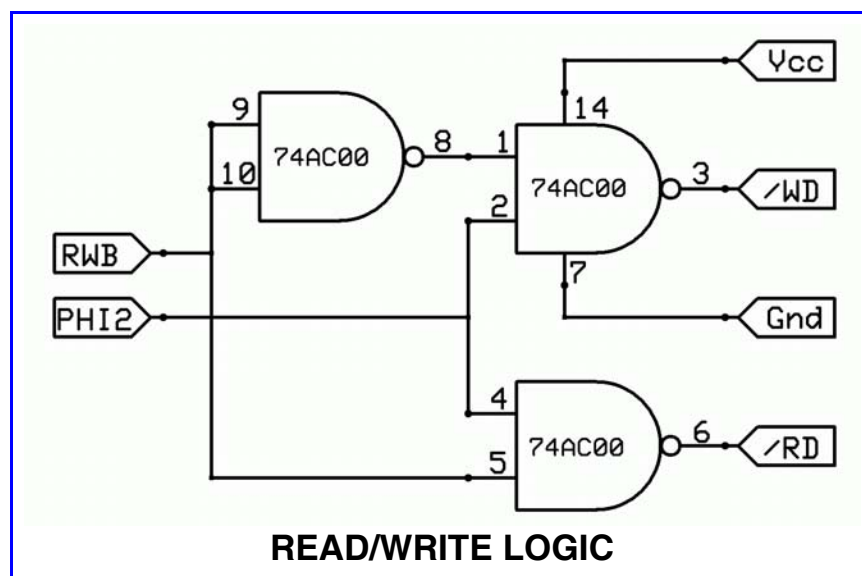 Vcc
9
14
74AC00
8
1
10
74AC00
3
/WD
2
RWB
7
PHI2
Gnd
4
74AC00
6
/RD
5
READ/WRITE LOGIC